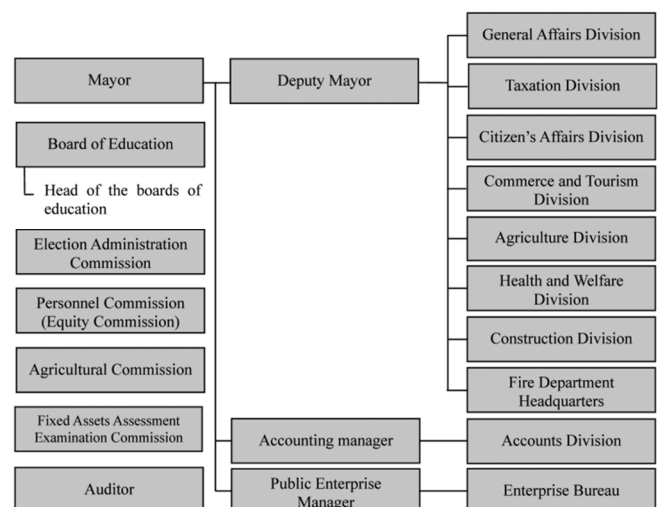 Mayor
Board of Education
Head of the boards of
education
Election Administration
Commission
Personnel Commission
(Equity Commission)
Agricultural Commission
Fixed Assets Assessment
Examination Commission
Auditor
Deputy Mayor
Accounting manager
Public Enterprise
Manager
General Affairs Division
Taxation Division
Citizen’s Affairs Division
Commerce and Tourism
Division
Agriculture Division
Health and Welfare
Division
Construction Division
Fire Department
Headquarters
Accounts Division
Enterprise Bureau